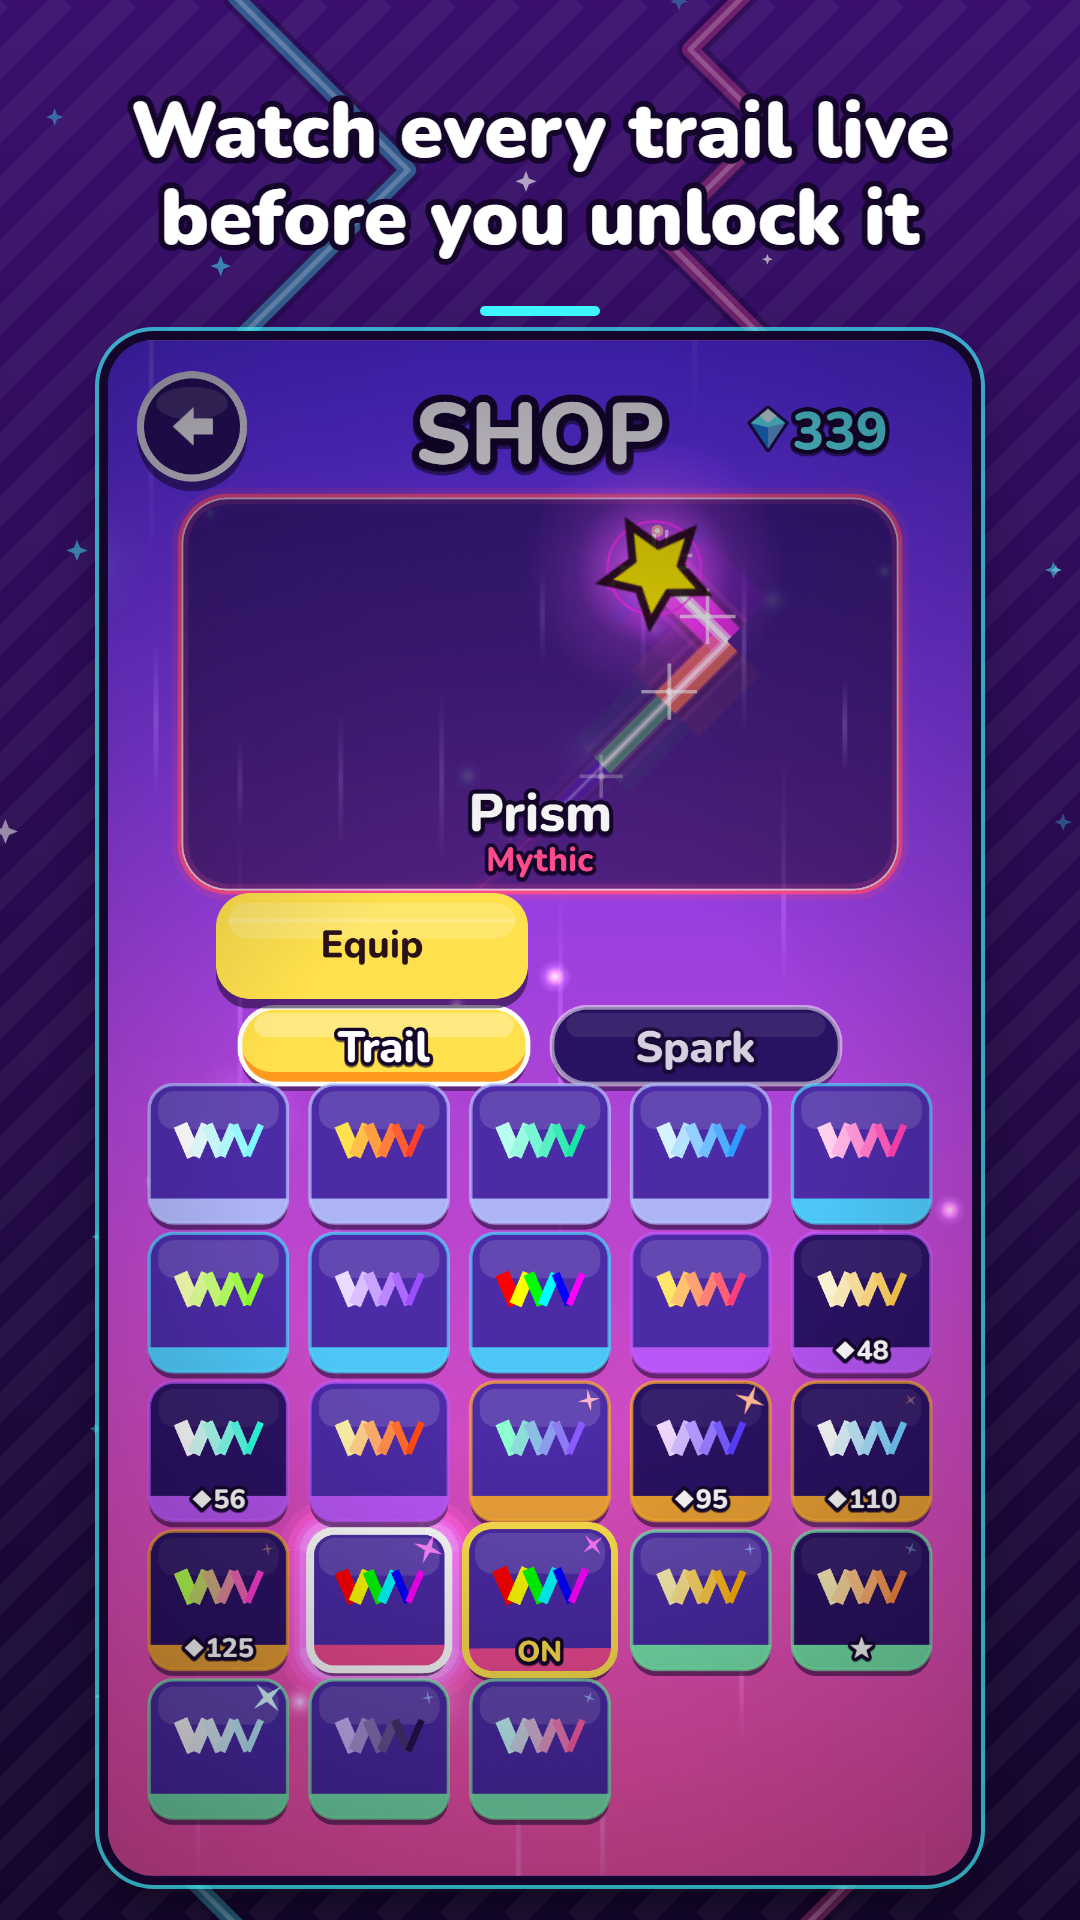 Watch every trail live
before you unlock it
SHOP
339
Prism
Mythic
Equip
Trail
Spark
48
56
95
110
125
ON